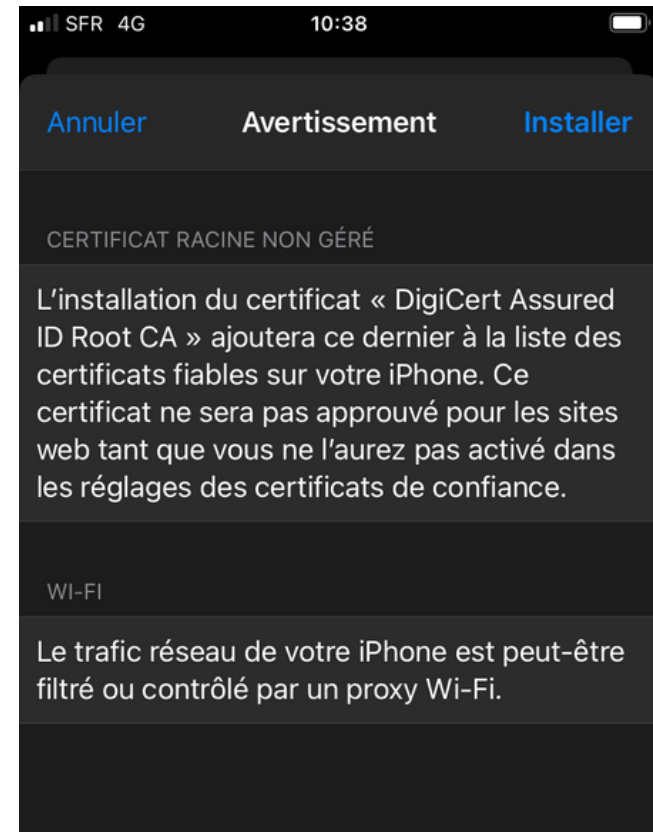 SFR 4G 10:38
Annuler Avertissement Installer
CERTIFICAT RACINE NON GÉRÉ
L’installation du certificat « DigiCert Assured
ID Root CA » ajoutera ce dernier à la liste des
certificats fiables sur votre iPhone. Ce
certificat ne sera pas approuvé pour les sites
web tant que vous ne l’aurez pas activé dans
les réglages des certificats de confiance.
WI-FI
Le trafic réseau de votre iPhone est peut-être
filtré ou contrôlé par un proxy Wi-Fi.